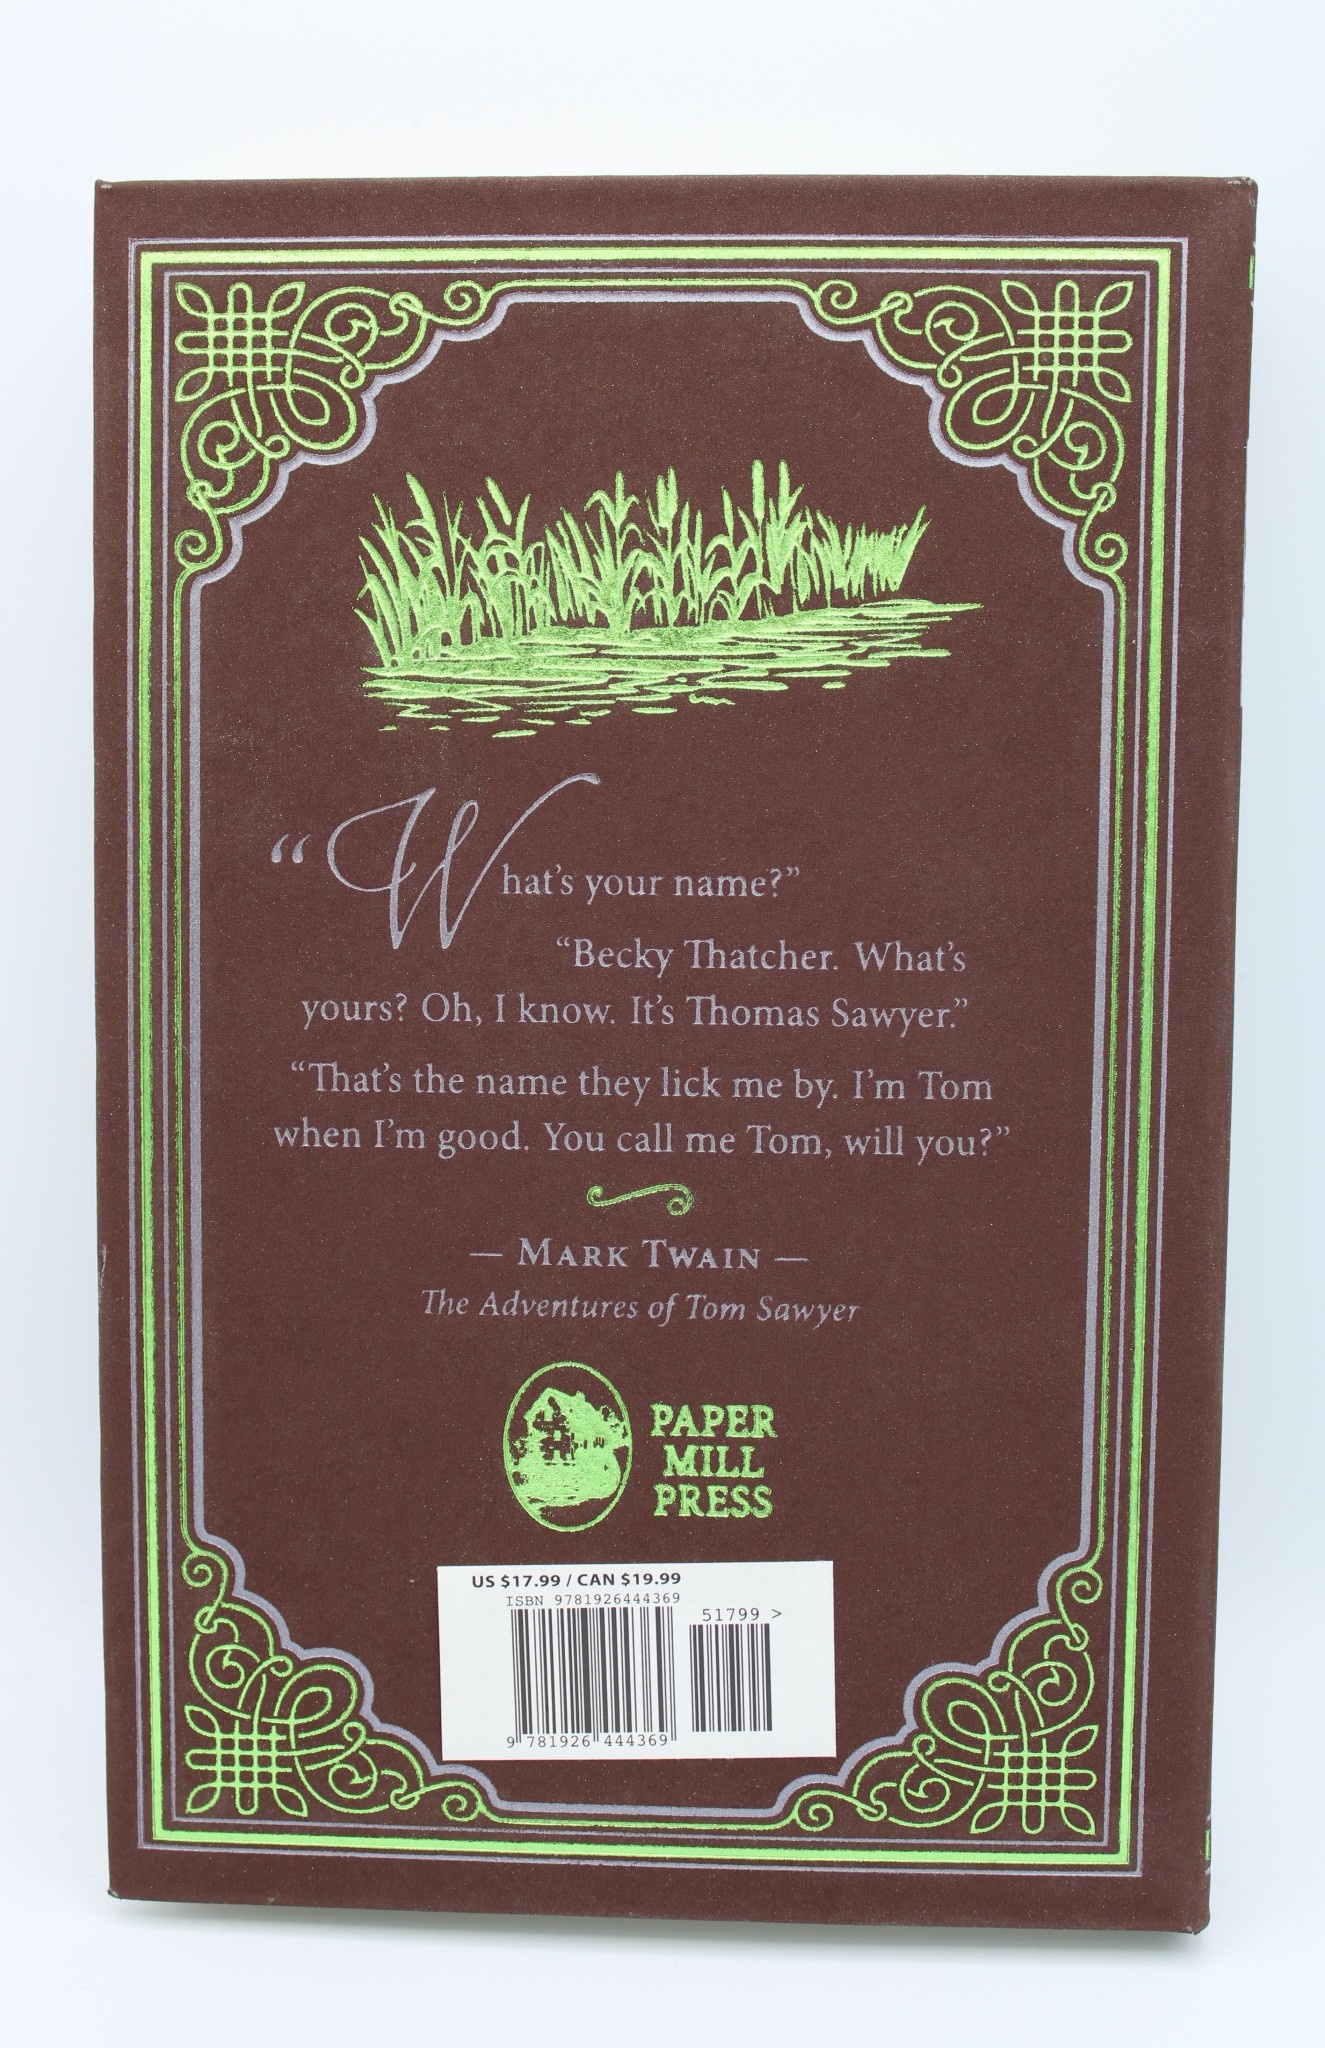 “What’s your name?”
“Becky Thatcher. What’s
yours? Oh, I know. It’s Thomas Sawyer.”
“That’s the name they lick me by. I’m Tom
when I’m good. You call me Tom, will you?”
— MARK TWAIN —
The Adventures of Tom Sawyer
PAPER
MILL
PRESS
US $17.99 / CAN $19.99
ISBN 9781926444369
51799 >
9 781926 444369